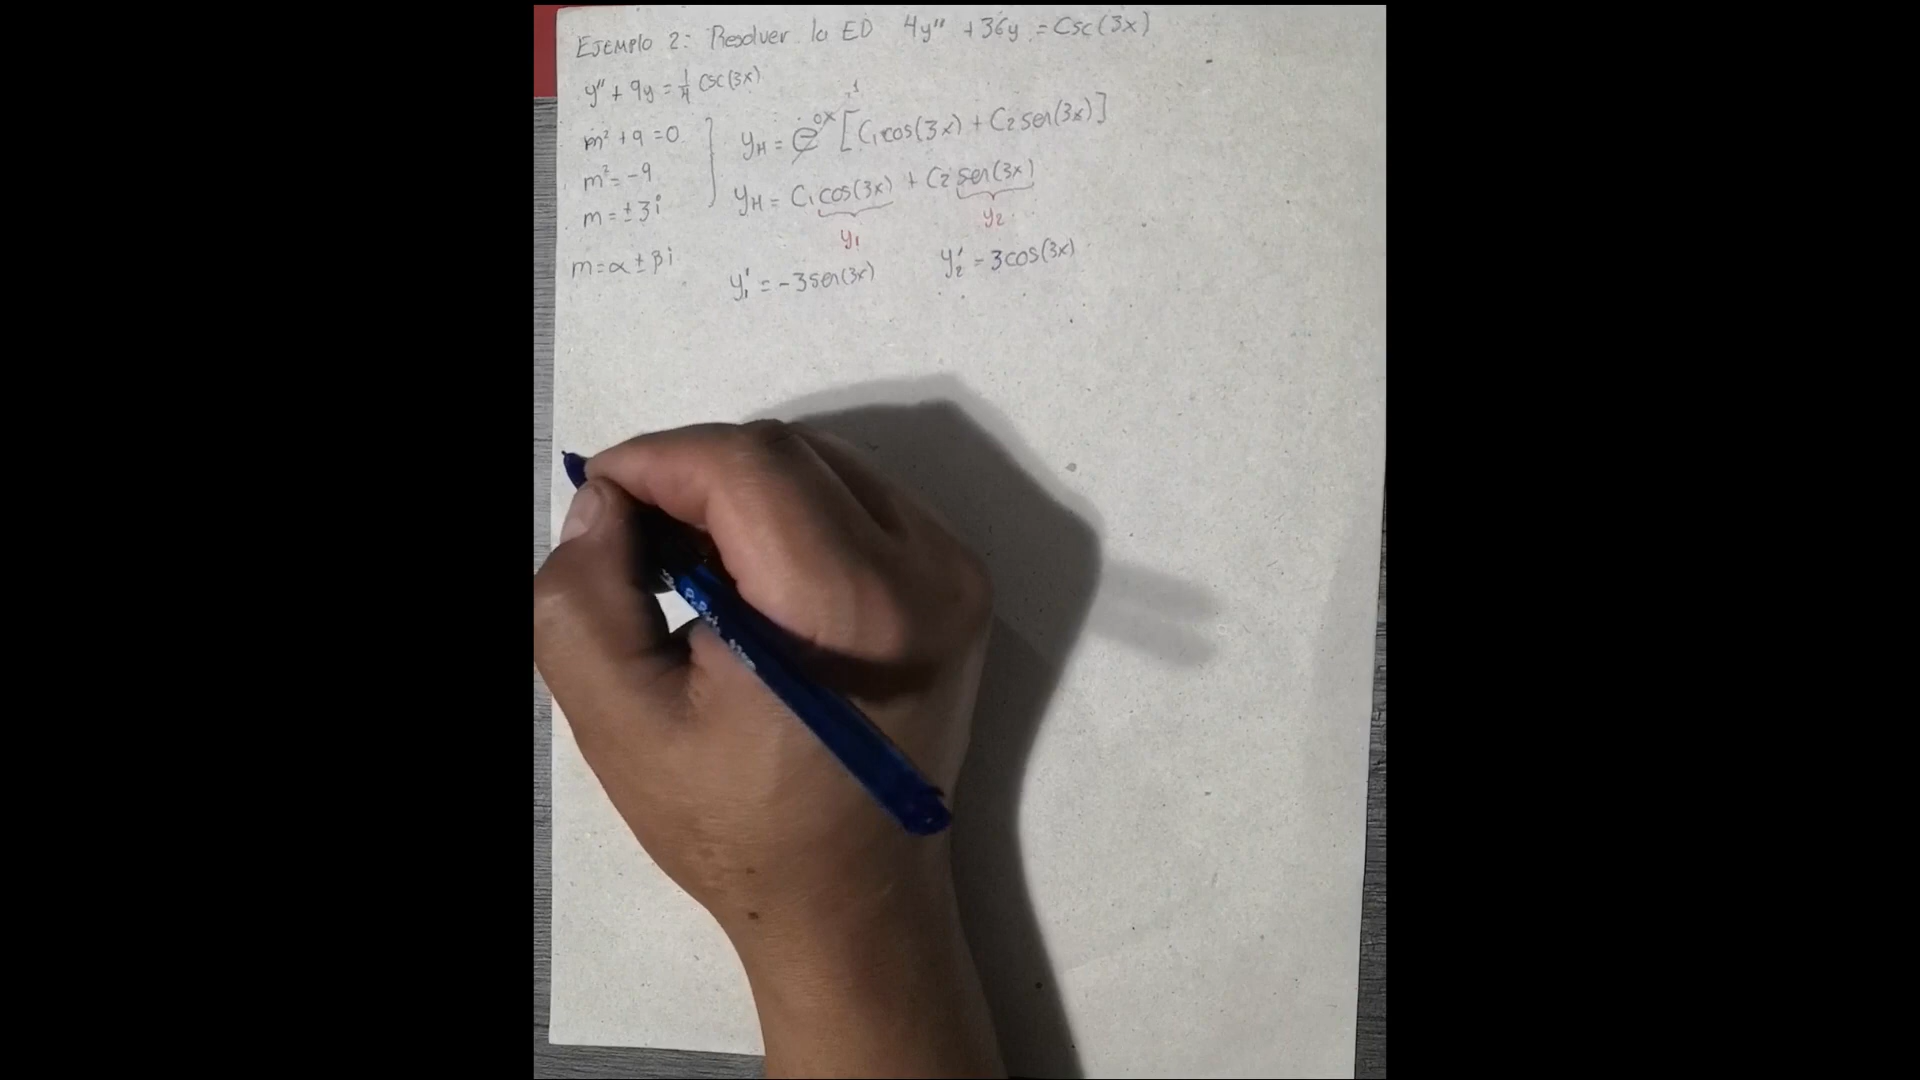 Ejemplo 2: Resolver la ED 4y'' + 36y = Csc(3x)
y'' + 9y = 1/4 Csc(3x)
m² + 9 = 0
m² = -9
m = ± 3i
m = α ± βi
1
y_H = e^0x [C₁cos(3x) + C₂sen(3x)]
y_H = C₁cos(3x) + C₂sen(3x)
y₁ y₂
y₁' = -3sen(3x) y₂' = 3cos(3x)